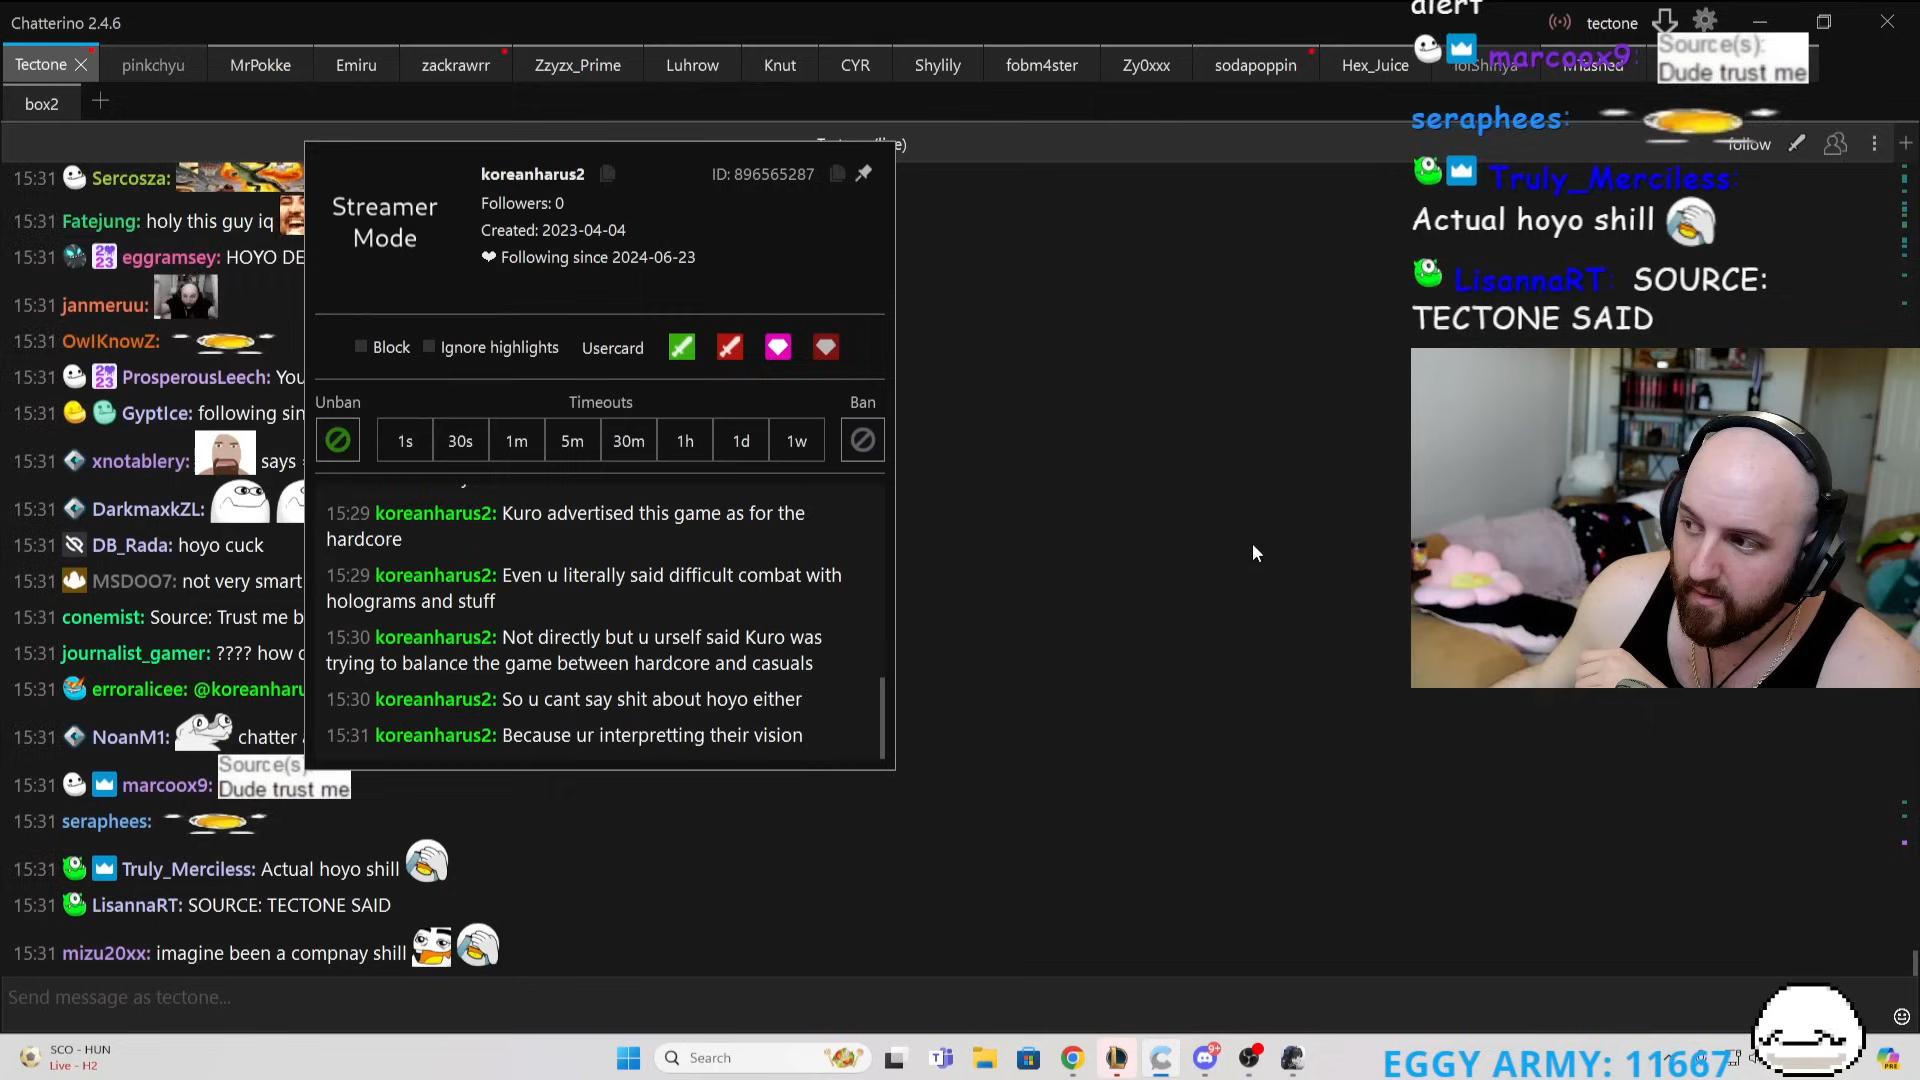 Chatterino 2.4.6
tectone
Tectone
pinkchyu
MrPokke
Emiru
zackrawrr
Zzyzx_Prime
Luhrow
Knut
CYR
Shylily
fobm4ster
Zy0xxx
sodapoppin
Hex_Juice
box2
follow
15:31 Sercosza:
15:31 Fatejung: holy this guy iq
15:31 eggramsey: HOYO DE
janmeruu:
15:31 OwlKnowZ:
15:31 ProsperousLeech: You
15:31 GyptIce: following sin
15:31 xnotablery: says
15:31 DarkmaxkZL:
15:31 DB_Rada: hoyo cuck
15:31 MSDOO7: not very smart
conemist: Source: Trust me b
journalist_gamer: ???? how
15:31 erroralicee: @koreanharu
15:31 NoanM1: chatter
15:31 marcoox9: Source(s)
Dude trust me
15:31 seraphees:
15:31 Truly_Merciless: Actual hoyo shill
15:31 LisannaRT: SOURCE: TECTONE SAID
15:31 mizu20xx: imagine been a compnay shill
Send message as tectone...
Streamer
Mode
koreanharus2
ID: 896565287
Followers: 0
Created: 2023-04-04
❤ Following since 2024-06-23
Block
Ignore highlights
Usercard
Unban
Timeouts
Ban
1s
30s
1m
5m
30m
1h
1d
1w
15:29 koreanharus2: Kuro advertised this game as for the
hardcore
15:29 koreanharus2: Even u literally said difficult combat with
holograms and stuff
15:30 koreanharus2: Not directly but u urself said Kuro was
trying to balance the game between hardcore and casuals
15:30 koreanharus2: So u cant say shit about hoyo either
15:31 koreanharus2: Because ur interpretting their vision
alert
marcoox9: Source(s):
Dude trust me
seraphees:
Truly_Merciless:
Actual hoyo shill
LisannaRT: SOURCE:
TECTONE SAID
SCO - HUN
Live - H2
Search
9+
EGGY ARMY: 11667
PRE